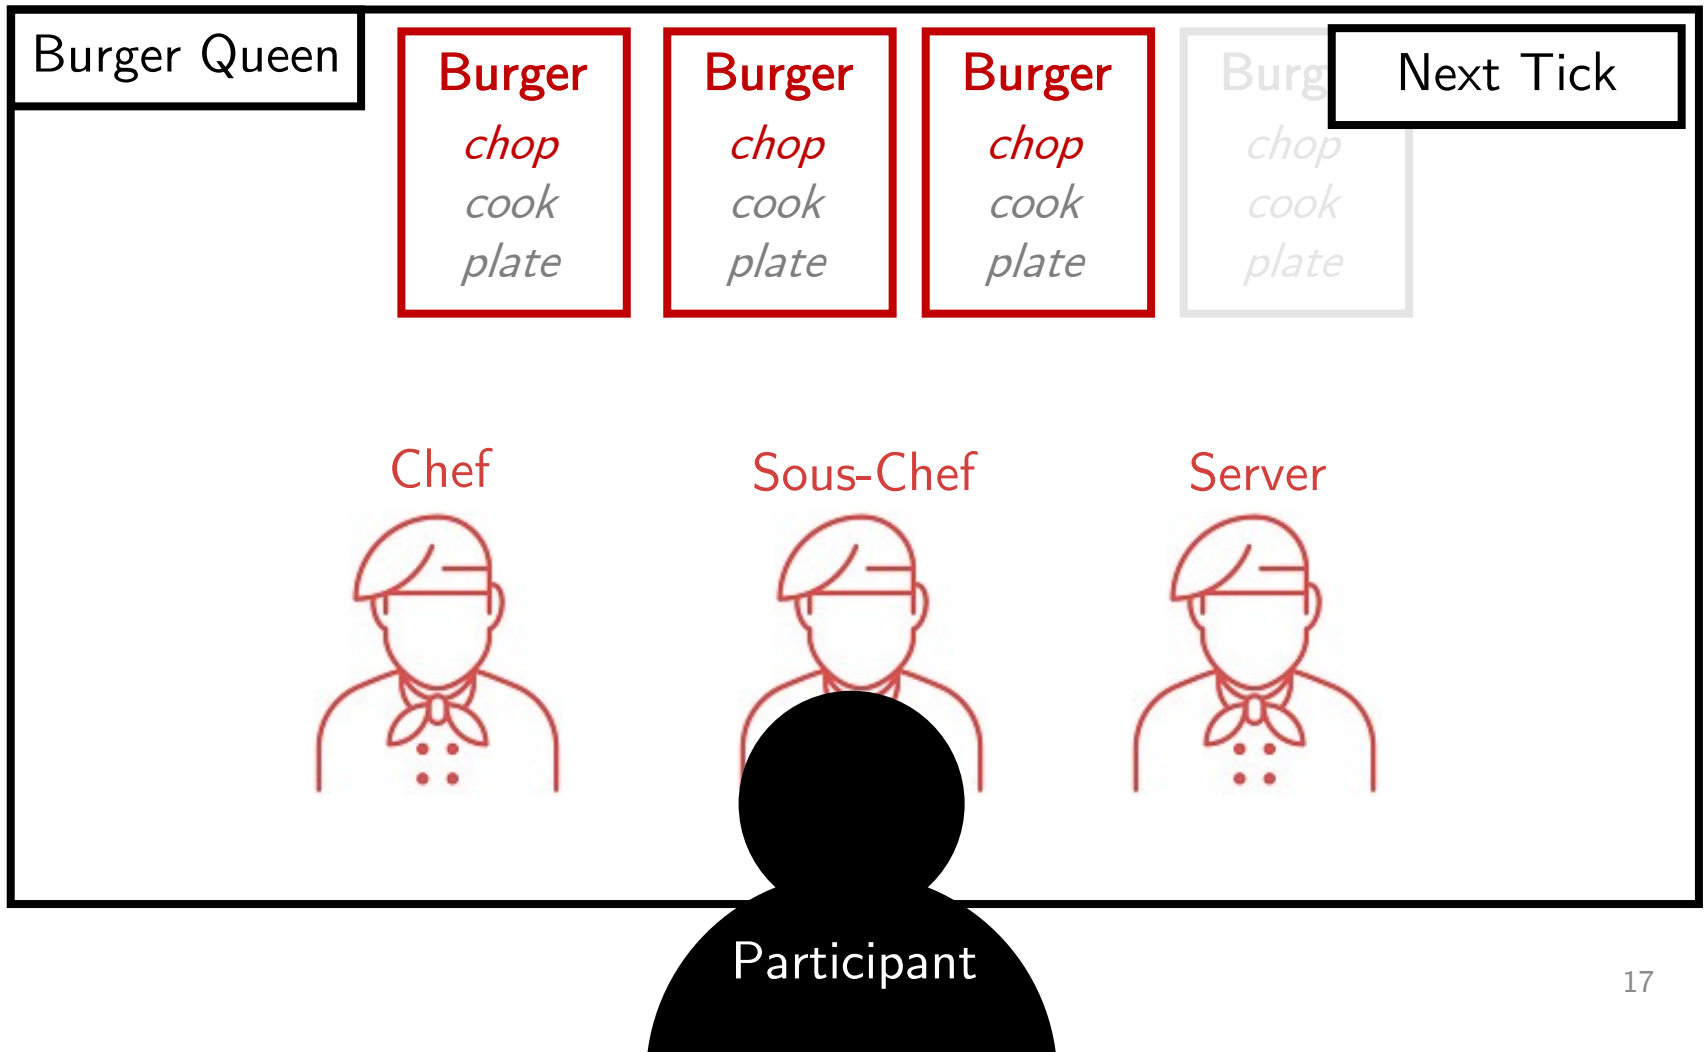 Burger Queen
Burger
chop
cook
plate
Burger
chop
cook
plate
Burger
chop
cook
plate
Burg
chop
cook
plate
Next Tick
Chef
Sous-Chef
Server
Participant
17